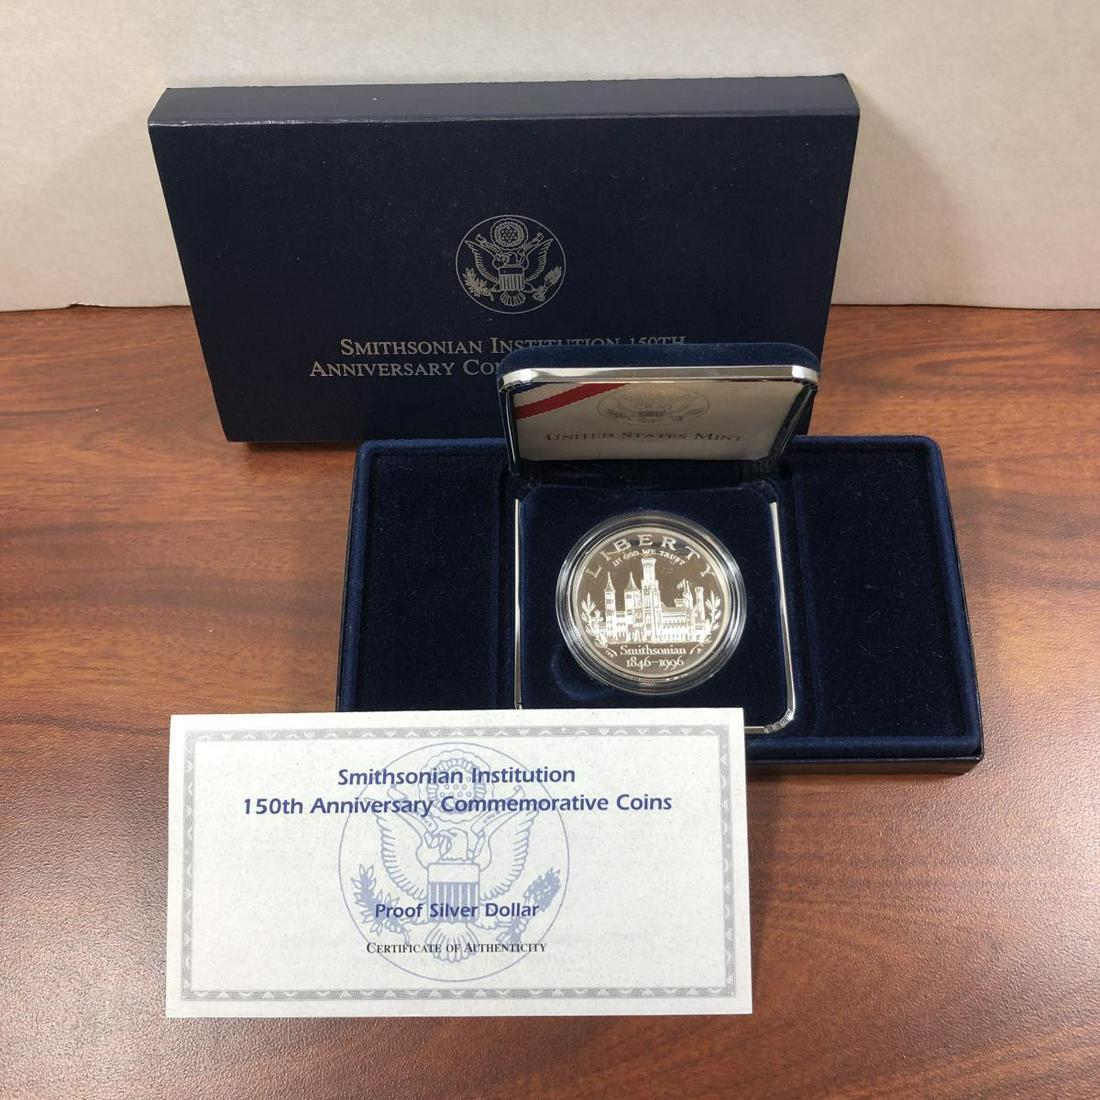 SMITHSONIAN INSTITUTION 150TH
ANNIVERSARY
UNITED STATES MINT
LIBERTY
IN GOD WE TRUST
Smithsonian
1846-1996
Smithsonian Institution
150th Anniversary Commemorative Coins
Proof Silver Dollar
CERTIFICATE OF AUTHENTICITY